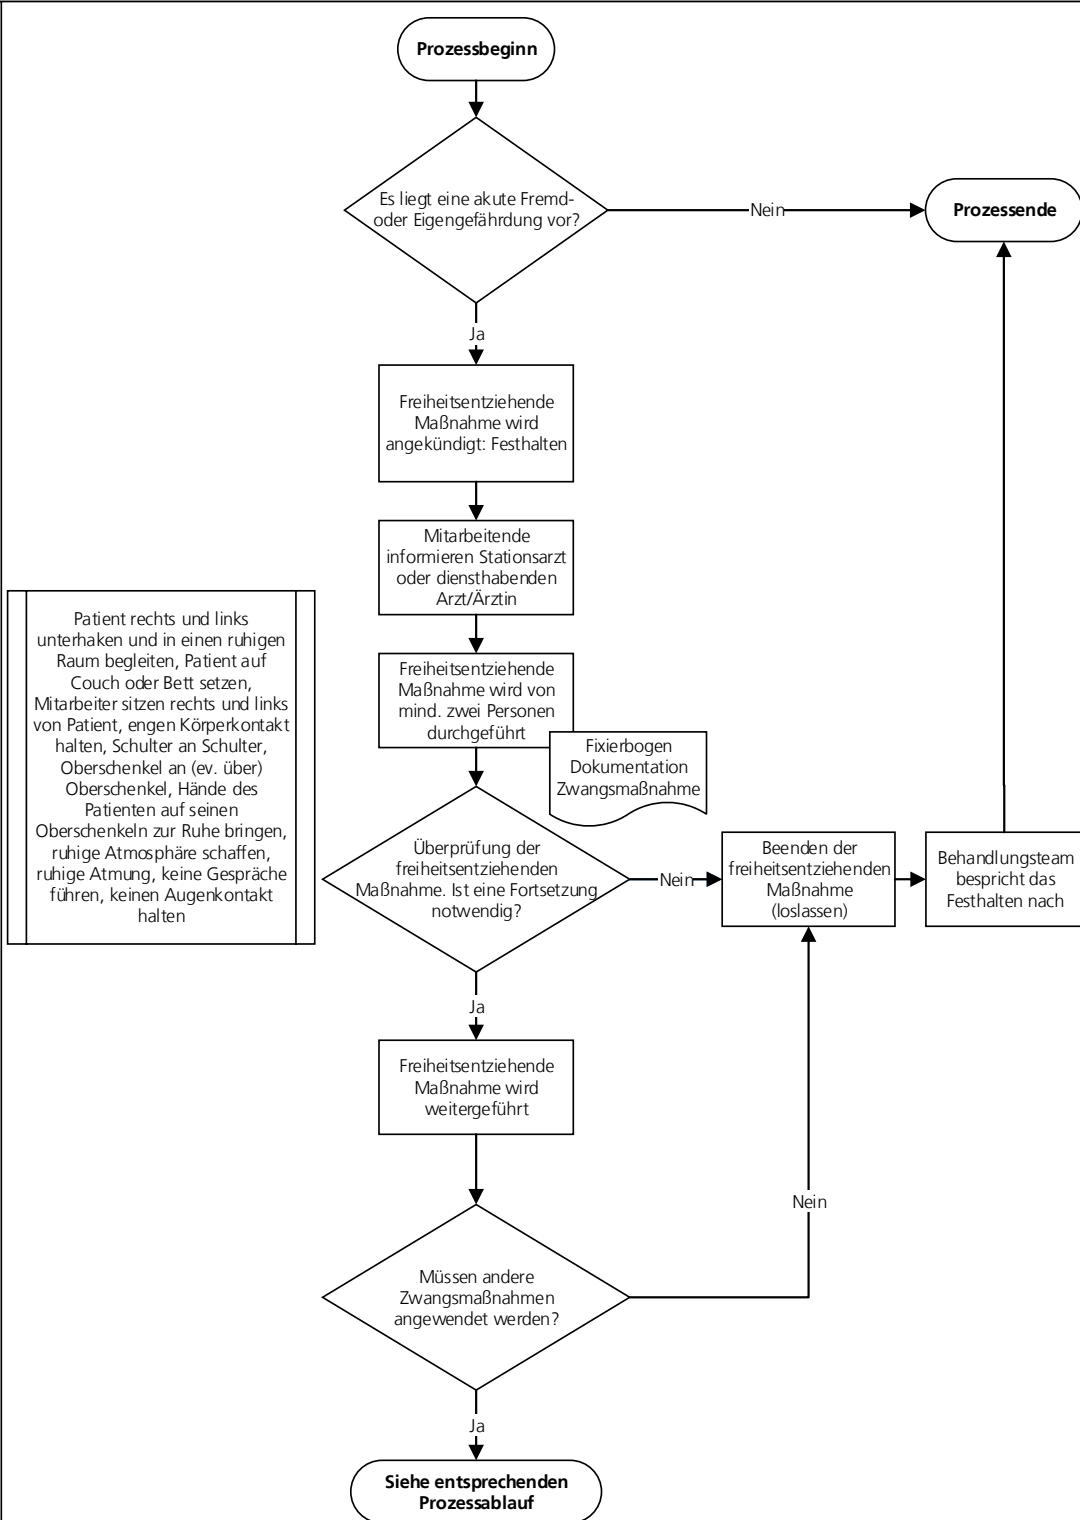 Prozessbeginn
Es liegt eine akute Fremd-
oder Eigengefährdung vor?
Nein
Prozessende
Ja
Freiheitsentziehende
Maßnahme wird
angekündigt: Festhalten
Mitarbeitende
informieren Stationsarzt
oder diensthabenden
Arzt/Ärztin
Patient rechts und links
unterhaken und in einen ruhigen
Raum begleiten, Patient auf
Couch oder Bett setzen,
Mitarbeiter sitzen rechts und links
von Patient, engen Körperkontakt
halten, Schulter an Schulter,
Oberschenkel an (ev. über)
Oberschenkel, Hände des
Patienten auf seinen
Oberschenkeln zur Ruhe bringen,
ruhige Atmosphäre schaffen,
ruhige Atmung, keine Gespräche
führen, keinen Augenkontakt
halten
Freiheitsentziehende
Maßnahme wird von
mind. zwei Personen
durchgeführt
Fixierbogen
Dokumentation
Zwangsmaßnahme
Überprüfung der
freiheitsentziehenden
Maßnahme. Ist eine Fortsetzung
notwendig?
Nein
Beenden der
freiheitsentziehenden
Maßnahme
(loslassen)
Behandlungsteam
bespricht das
Festhalten nach
Ja
Freiheitsentziehende
Maßnahme wird
weitergeführt
Nein
Müssen andere
Zwangsmaßnahmen
angewendet werden?
Ja
Siehe entsprechenden
Prozessablauf